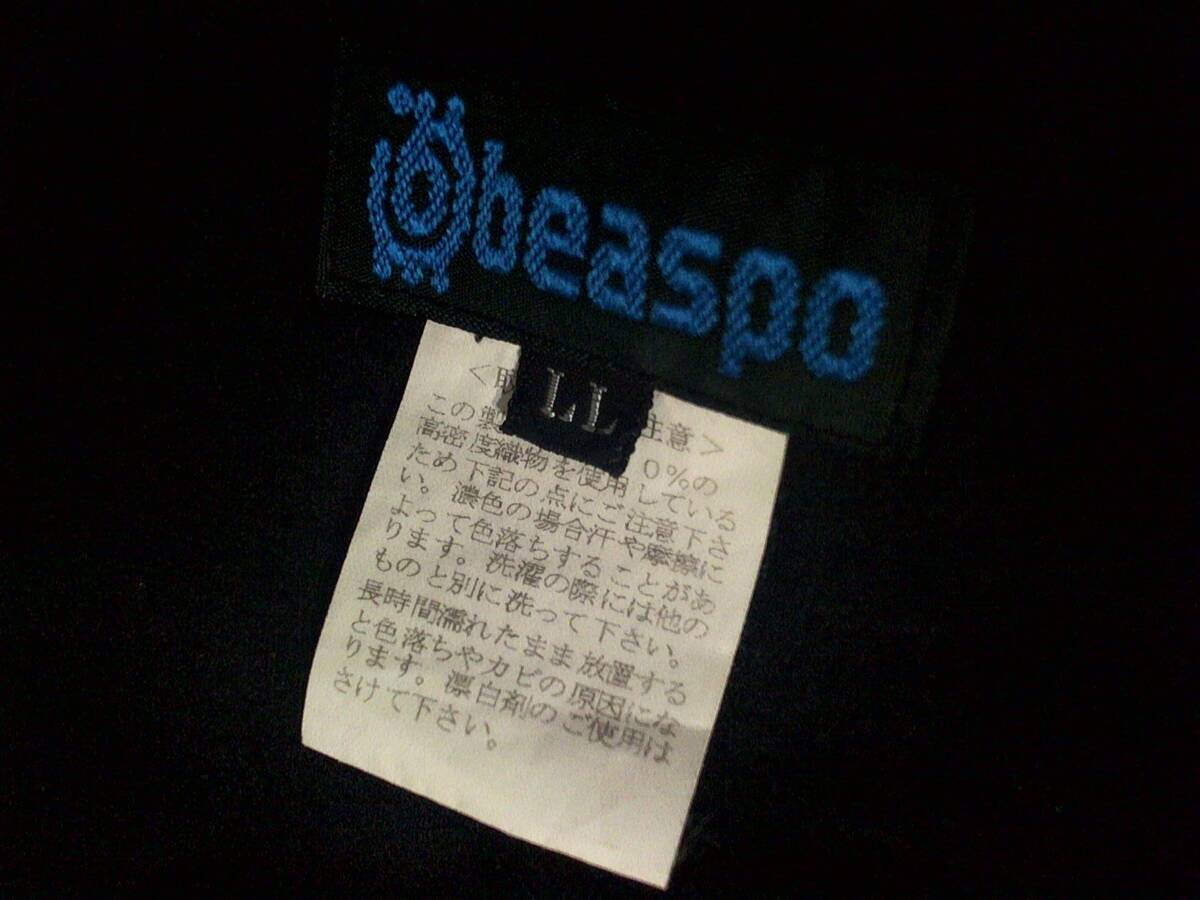 beaspo
LL
注意>
この製 0%の
高密度織物を使用している
ため下記の点にご注意下さ
い。濃色の場合汗や摩擦に
よって色落ちすることがあ
ります。洗濯の際には他の
ものと別に洗って下さい。
長時間濡れたまま放置する
と色落ちやカビの原因にな
ります。漂白剤のご使用は
さけて下さい。